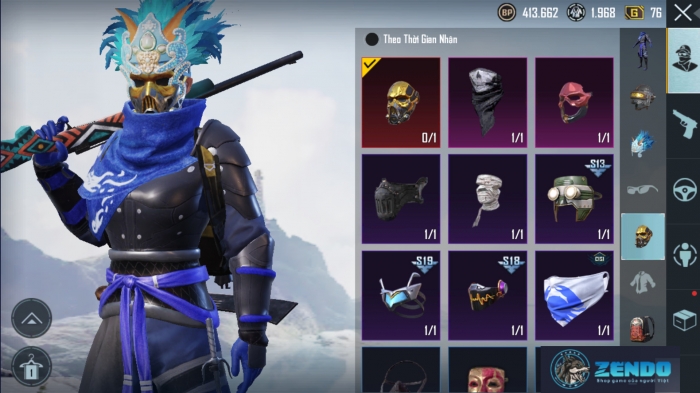 BP 413.662 1.968 G 76
Theo Thời Gian Nhận
0/1 1/1 1/1
S13
1/1 1/1 1/1
S19 S18 CS1
1/1 1/1 1/1
ZENDO
Shop game của người Việt